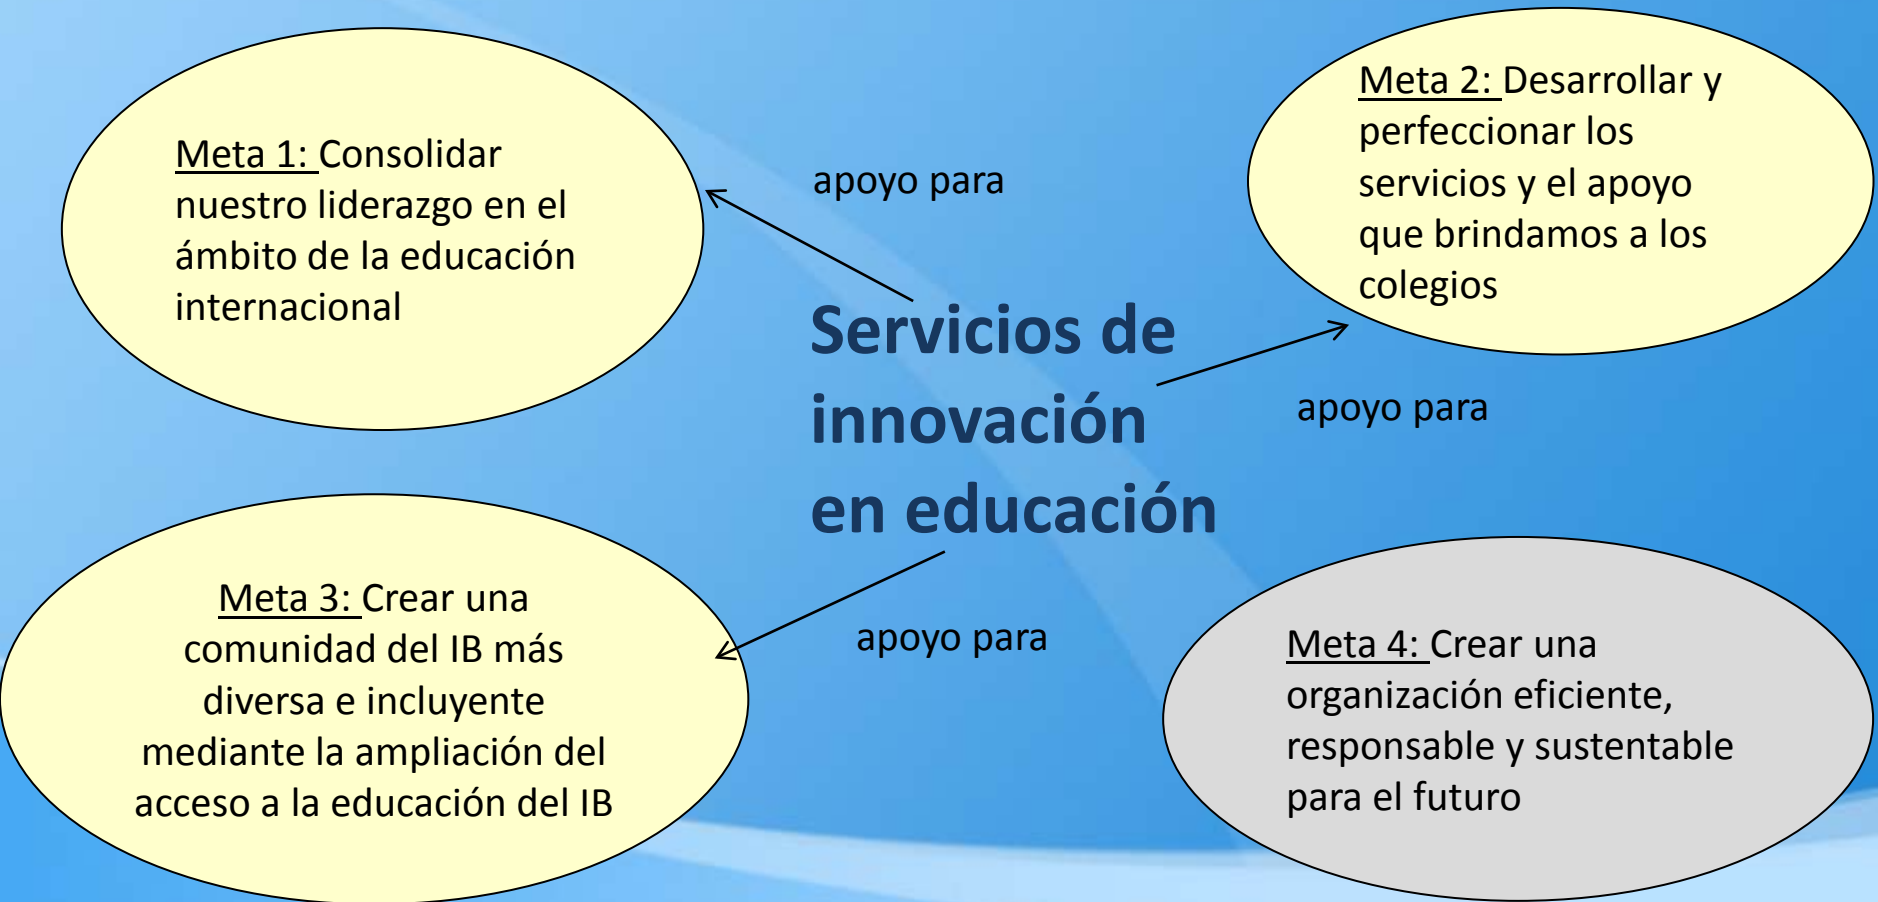 Meta 1: Consolidar
nuestro liderazgo en el
ámbito de la educación
internacional
apoyo para
Meta 2: Desarrollar y
perfeccionar los
servicios y el apoyo
que brindamos a los
colegios
Servicios de
innovación
en educación
apoyo para
Meta 3: Crear una
comunidad del IB más
diversa e incluyente
mediante la ampliación del
acceso a la educación del IB
apoyo para
Meta 4: Crear una
organización eficiente,
responsable y sustentable
para el futuro